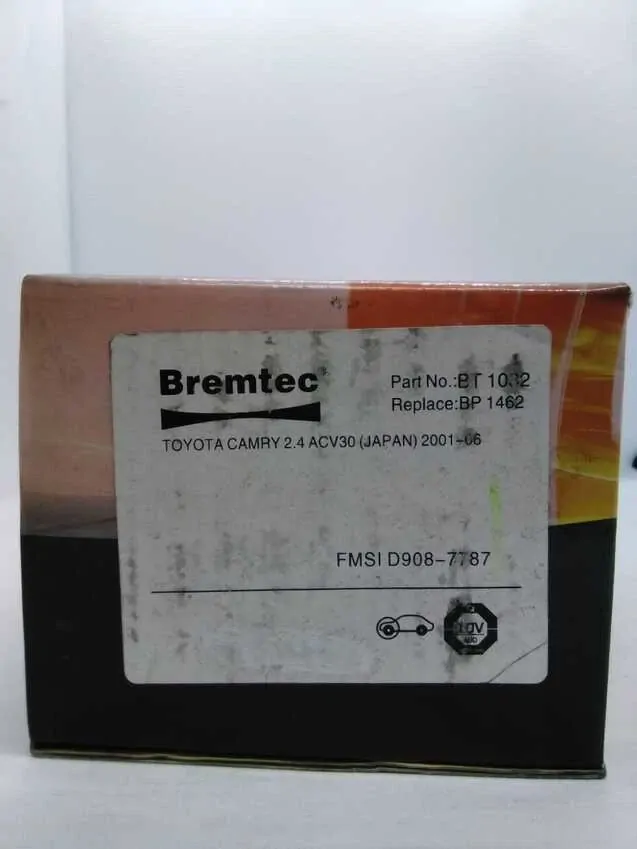 Bremtec®
Part No.:BT
Replace:BP 1462
TOYOTA CAMRY 2.4 ACV30 (JAPAN) 2001-06
FMSI D908-7787